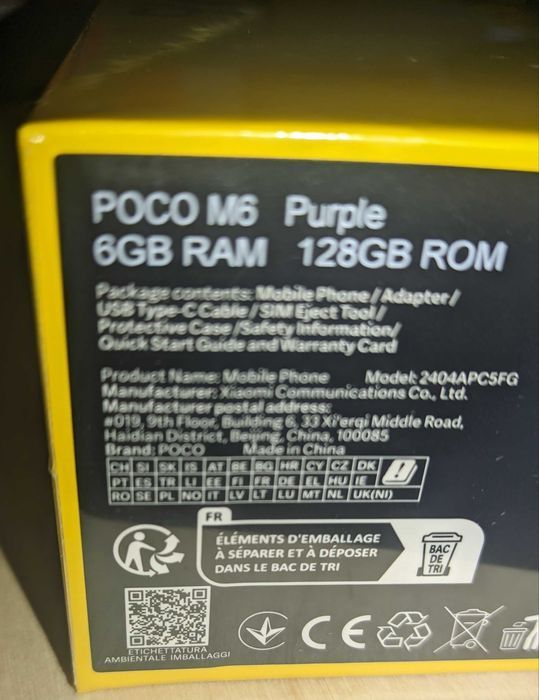 POCO M6 Purple
6GB RAM 128GB ROM
Package contents: Mobile Phone / Adapter /
USB Type-C Cable / SIM Eject Tool /
Protective Case / Safety Information /
Quick Start Guide and Warranty Card
Product Name: Mobile Phone Model: 2404APC5FG
Manufacturer: Xiaomi Communications Co., Ltd.
Manufacturer postal address:
#019, 9th Floor, Building 6, 33 Xi'erqi Middle Road,
Haidian District, Beijing, China, 100085
Brand: POCO Made in China
CH SI SK IS AT BE BG HR CY CZ DK
PT ES TR LI EE FI FR DE EL HU IE
RO SE PL NO IT LV LT LU MT NL UK(NI)
FR
ÉLÉMENTS D'EMBALLAGE
À SÉPARER ET À DÉPOSER
DANS LE BAC DE TRI
BAC
DE
TRI
ETICHETTATURA
AMBIENTALE IMBALLAGGI
CE